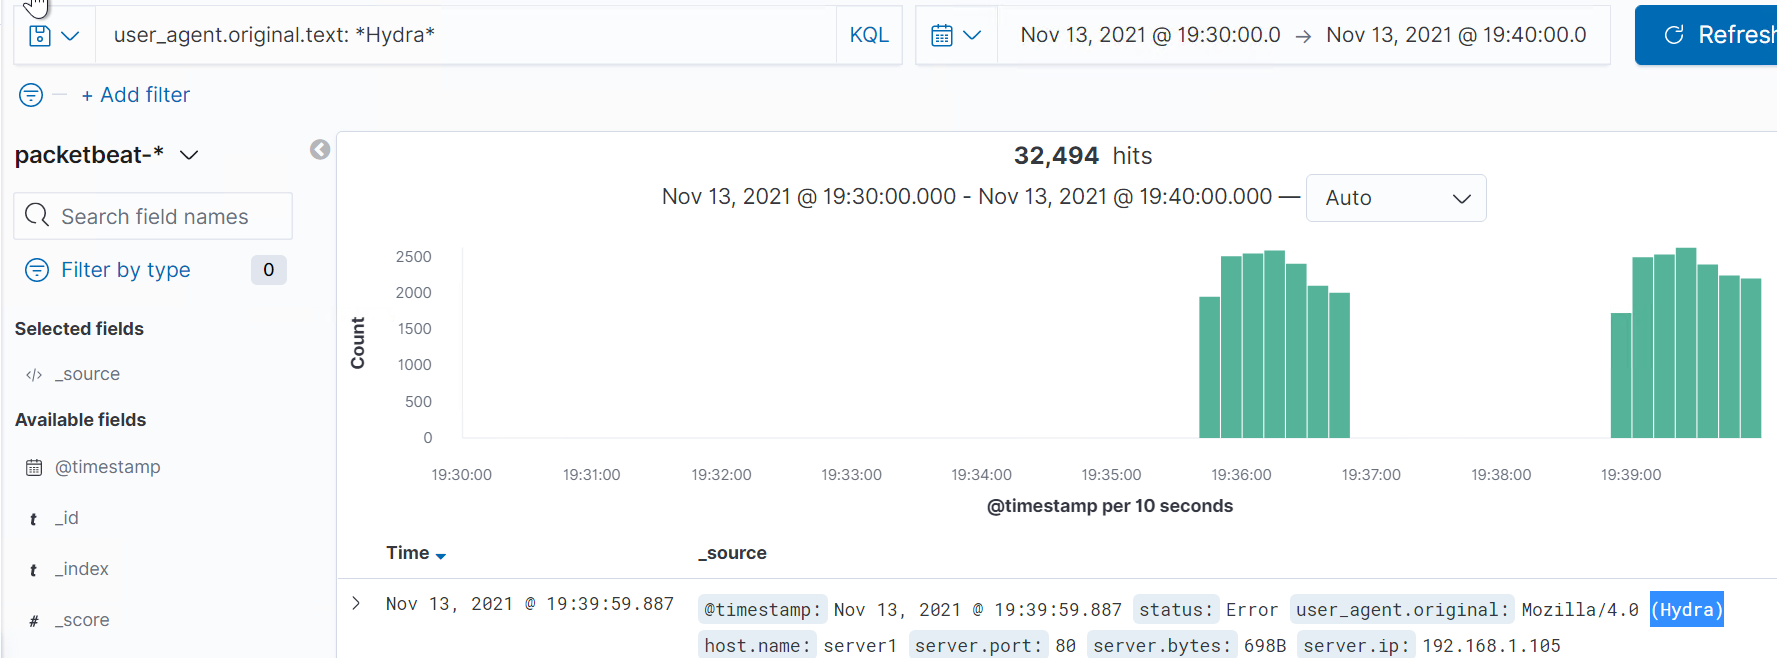 user_agent.original.text: *Hydra* KQL Nov 13, 2021 @ 19:30:00.0 → Nov 13, 2021 @ 19:40:00.0 Refresh
+ Add filter
packetbeat-*
32,494 hits
Nov 13, 2021 @ 19:30:00.000 - Nov 13, 2021 @ 19:40:00.000 — Auto
Search field names
Filter by type 0
Selected fields
</> _source
Available fields
@timestamp
t _id
t _index
# _score
Count
2500
2000
1500
1000
500
0
19:30:00 19:31:00 19:32:00 19:33:00 19:34:00 19:35:00 19:36:00 19:37:00 19:38:00 19:39:00
@timestamp per 10 seconds
Time _source
Nov 13, 2021 @ 19:39:59.887 @timestamp: Nov 13, 2021 @ 19:39:59.887 status: Error user_agent.original: Mozilla/4.0 (Hydra)
host.name: server1 server.port: 80 server.bytes: 698B server.ip: 192.168.1.105